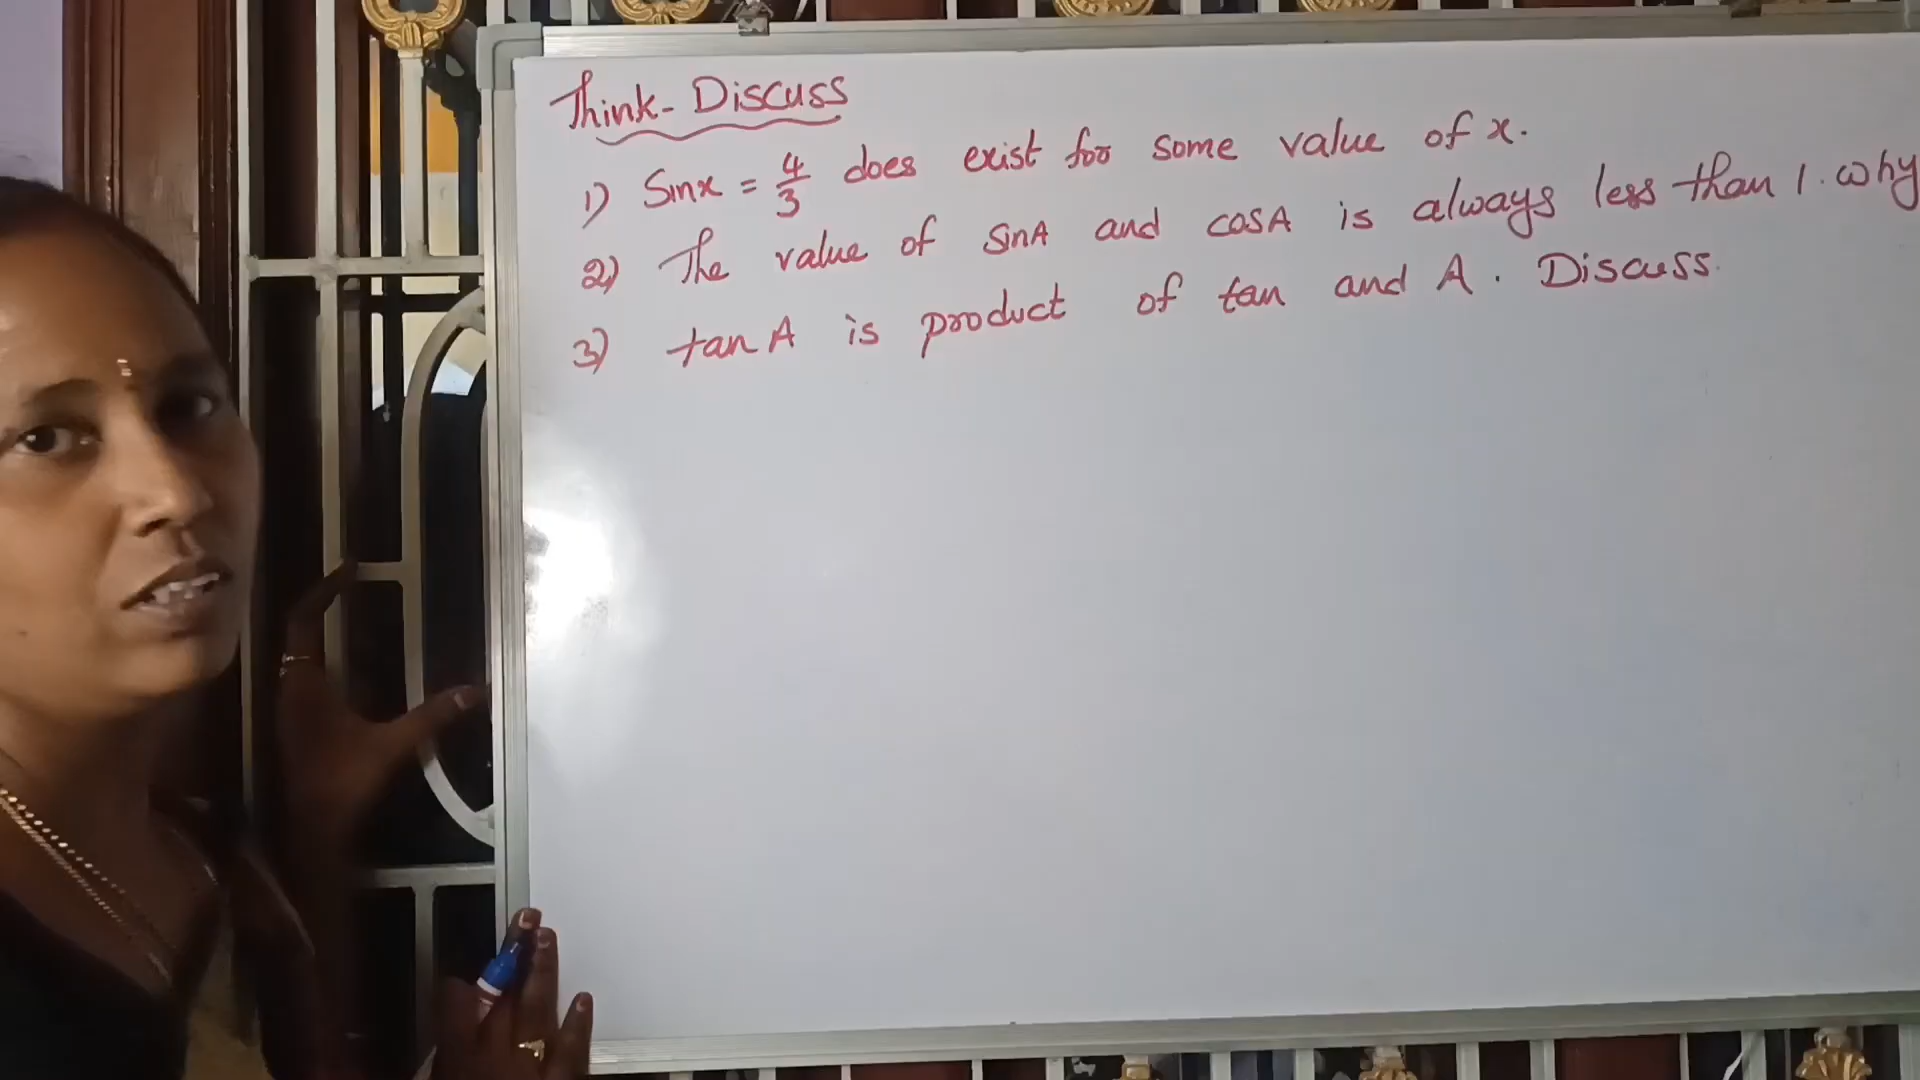 Think- Discuss
1) Sinx = 4/3 does exist for some value of x.
2) The value of sinA and cosA is always less than 1. why
3) tan A is product of tan and A. Discuss.